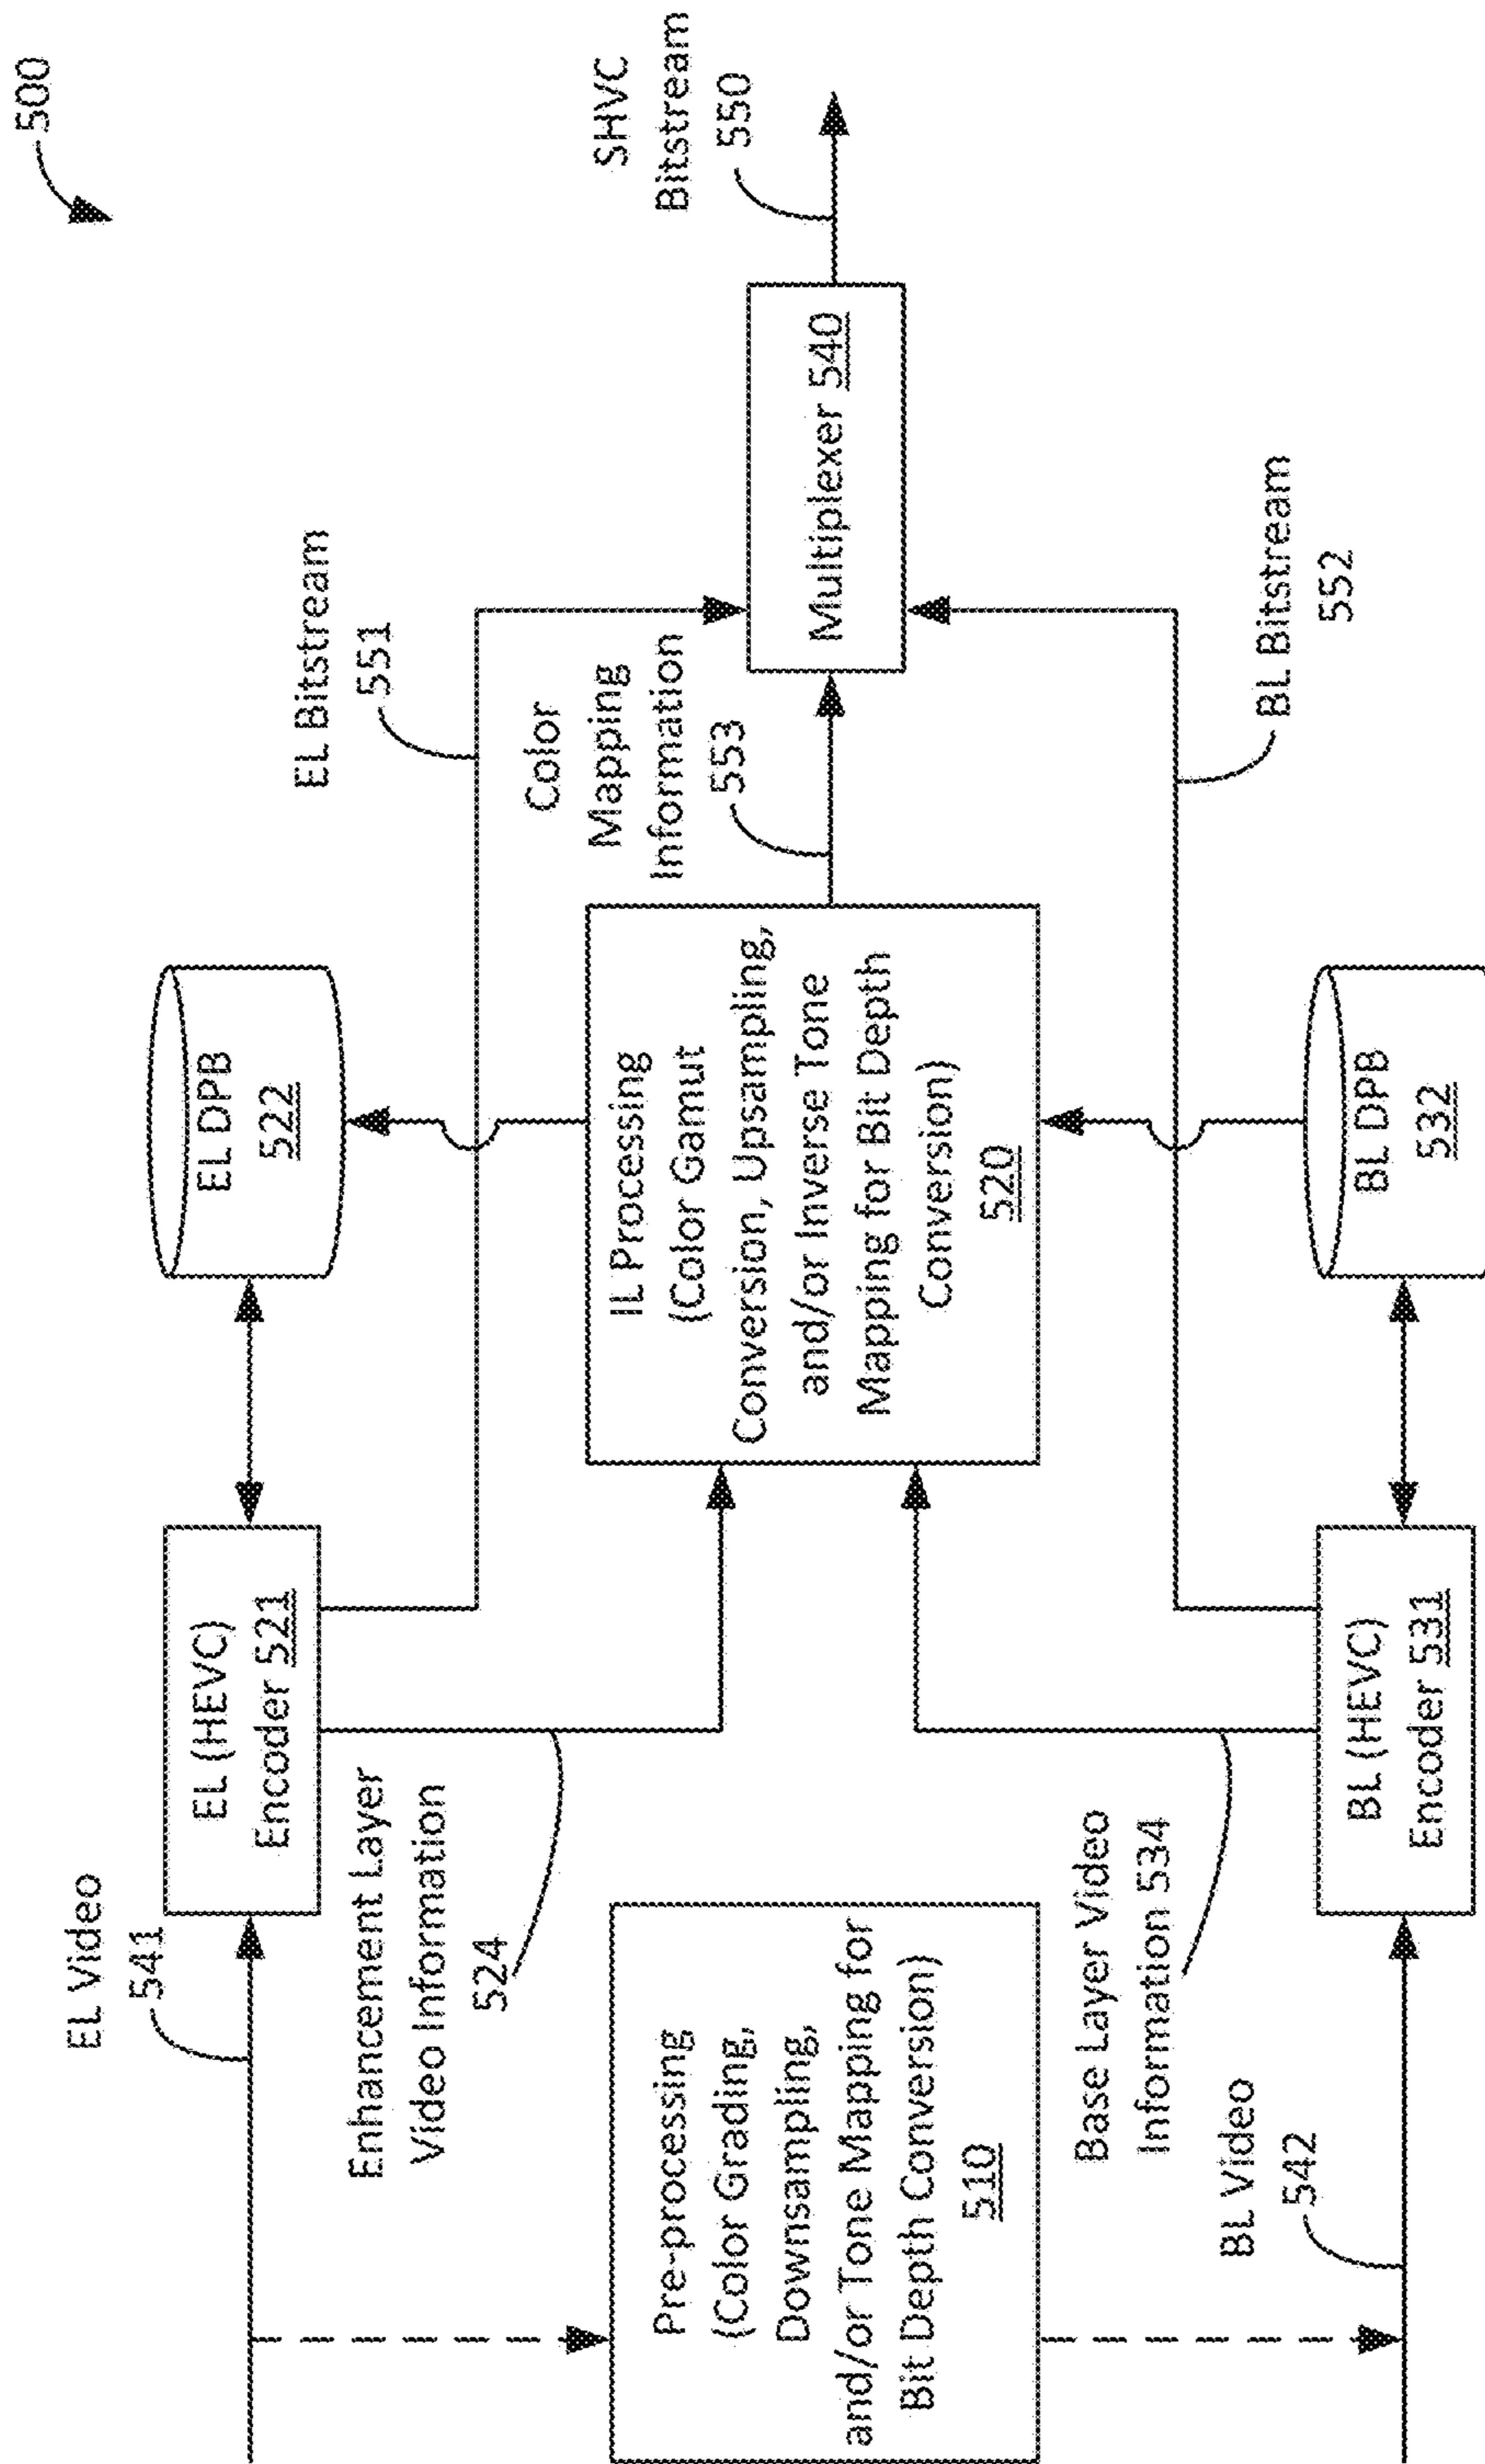 500
EL Video
541
EL (HEVC)
Encoder 521
EL DPB
522
EL Bitstream
551
Enhancement Layer
Video Information
524
Pre-processing
(Color Grading,
Downsampling,
and/or Tone Mapping for
Bit Depth Conversion)
510
IL Processing
(Color Gamut
Conversion, Upsampling,
and/or Inverse Tone
Mapping for Bit Depth
Conversion)
520
Color
Mapping
Information
553
Multiplexer 540
SHVC
Bitstream
550
Base Layer Video
Information 534
BL Video
542
BL (HEVC)
Encoder 531
BL DPB
532
BL Bitstream
552